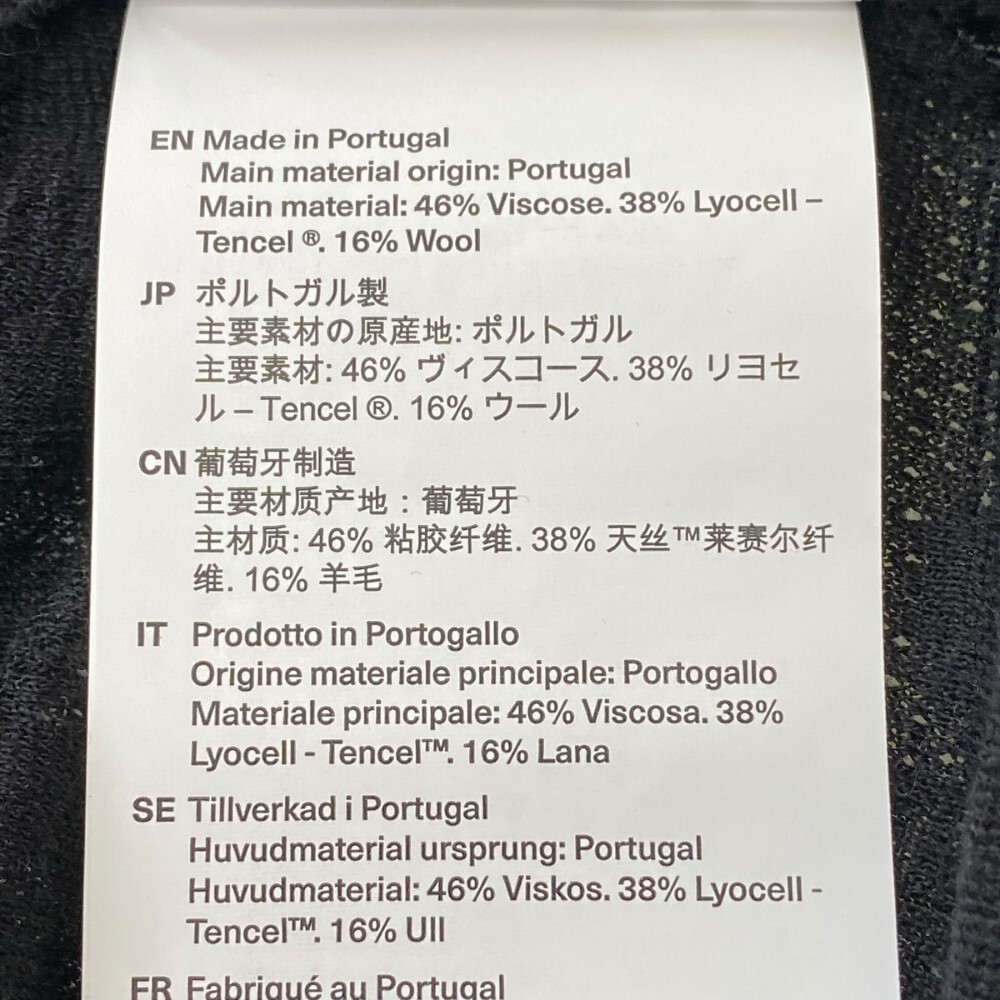 EN Made in Portugal
Main material origin: Portugal
Main material: 46% Viscose. 38% Lyocell –
Tencel ®. 16% Wool
JP ポルトガル製
主要素材の原産地: ポルトガル
主要素材: 46% ヴィスコース. 38% リヨセ
ル – Tencel ®. 16% ウール
CN 葡萄牙制造
主要材质产地：葡萄牙
主材质: 46% 粘胶纤维. 38% 天丝™莱赛尔纤
维. 16% 羊毛
IT Prodotto in Portogallo
Origine materiale principale: Portogallo
Materiale principale: 46% Viscosa. 38%
Lyocell - Tencel™. 16% Lana
SE Tillverkad i Portugal
Huvudmaterial ursprung: Portugal
Huvudmaterial: 46% Viskos. 38% Lyocell -
Tencel™. 16% Ull
FR Fabriqué au Portugal